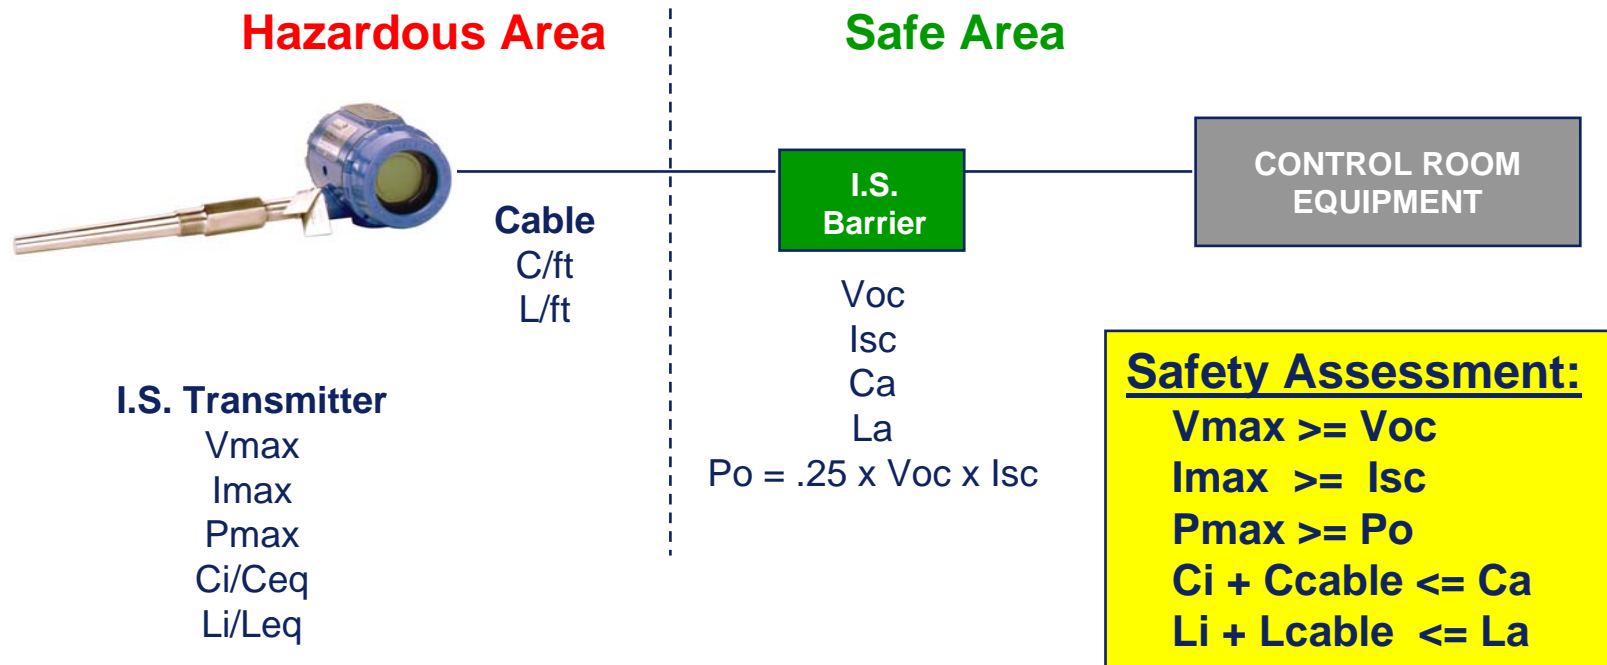 Hazardous Area
Safe Area
Cable
C/ft
L/ft
I.S. Transmitter
Vmax
Imax
Pmax
Ci/Ceq
Li/Leq
I.S.
Barrier
Voc
Isc
Ca
La
Po = .25 x Voc x Isc
CONTROL ROOM
EQUIPMENT
Safety Assessment:
Vmax >= Voc
Imax >= Isc
Pmax >= Po
Ci + Ccable <= Ca
Li + Lcable <= La